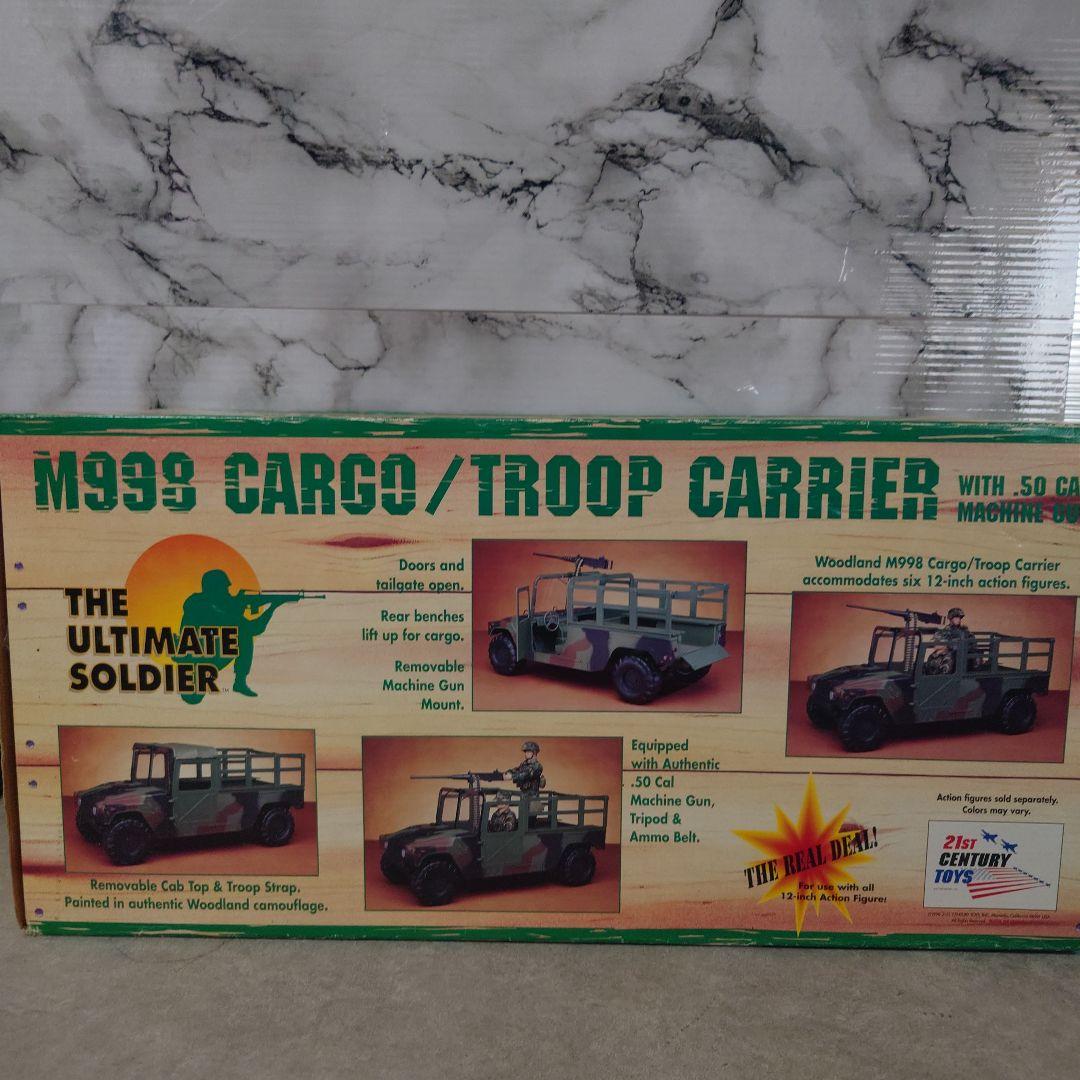 M998 CARGO/TROOP CARRIER
WITH .50 CA
MACHINE GU
THE
ULTIMATE
SOLDIER™
Doors and
tailgate open.
Rear benches
lift up for cargo.
Removable
Machine Gun
Mount.
Woodland M998 Cargo/Troop Carrier
accommodates six 12-inch action figures.
Removable Cab Top & Troop Strap.
Painted in authentic Woodland camouflage.
Equipped
with Authentic
.50 Cal
Machine Gun,
Tripod &
Ammo Belt.
THE REAL DEAL!
For use with all
12-inch Action Figures
Action figures sold separately.
Colors may vary.
21ST
CENTURY
TOYS
All Rights Reserved.